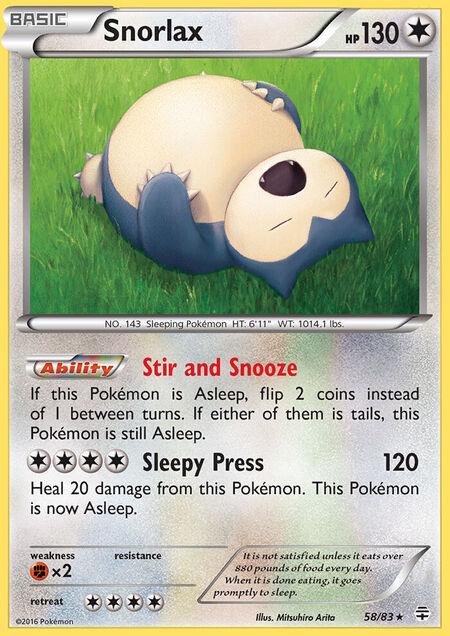 BASIC
Snorlax HP 130
NO. 143 Sleeping Pokémon HT: 6'11" WT: 1014.1 lbs.
Ability Stir and Snooze
If this Pokémon is Asleep, flip 2 coins instead
of 1 between turns. If either of them is tails, this
Pokémon is still Asleep.
Sleepy Press 120
Heal 20 damage from this Pokémon. This Pokémon
is now Asleep.
weakness resistance
×2
retreat
It is not satisfied unless it eats over
880 pounds of food every day.
When it is done eating, it goes
promptly to sleep.
©2016 Pokémon Illus. Mitsuhiro Arita 58/83★